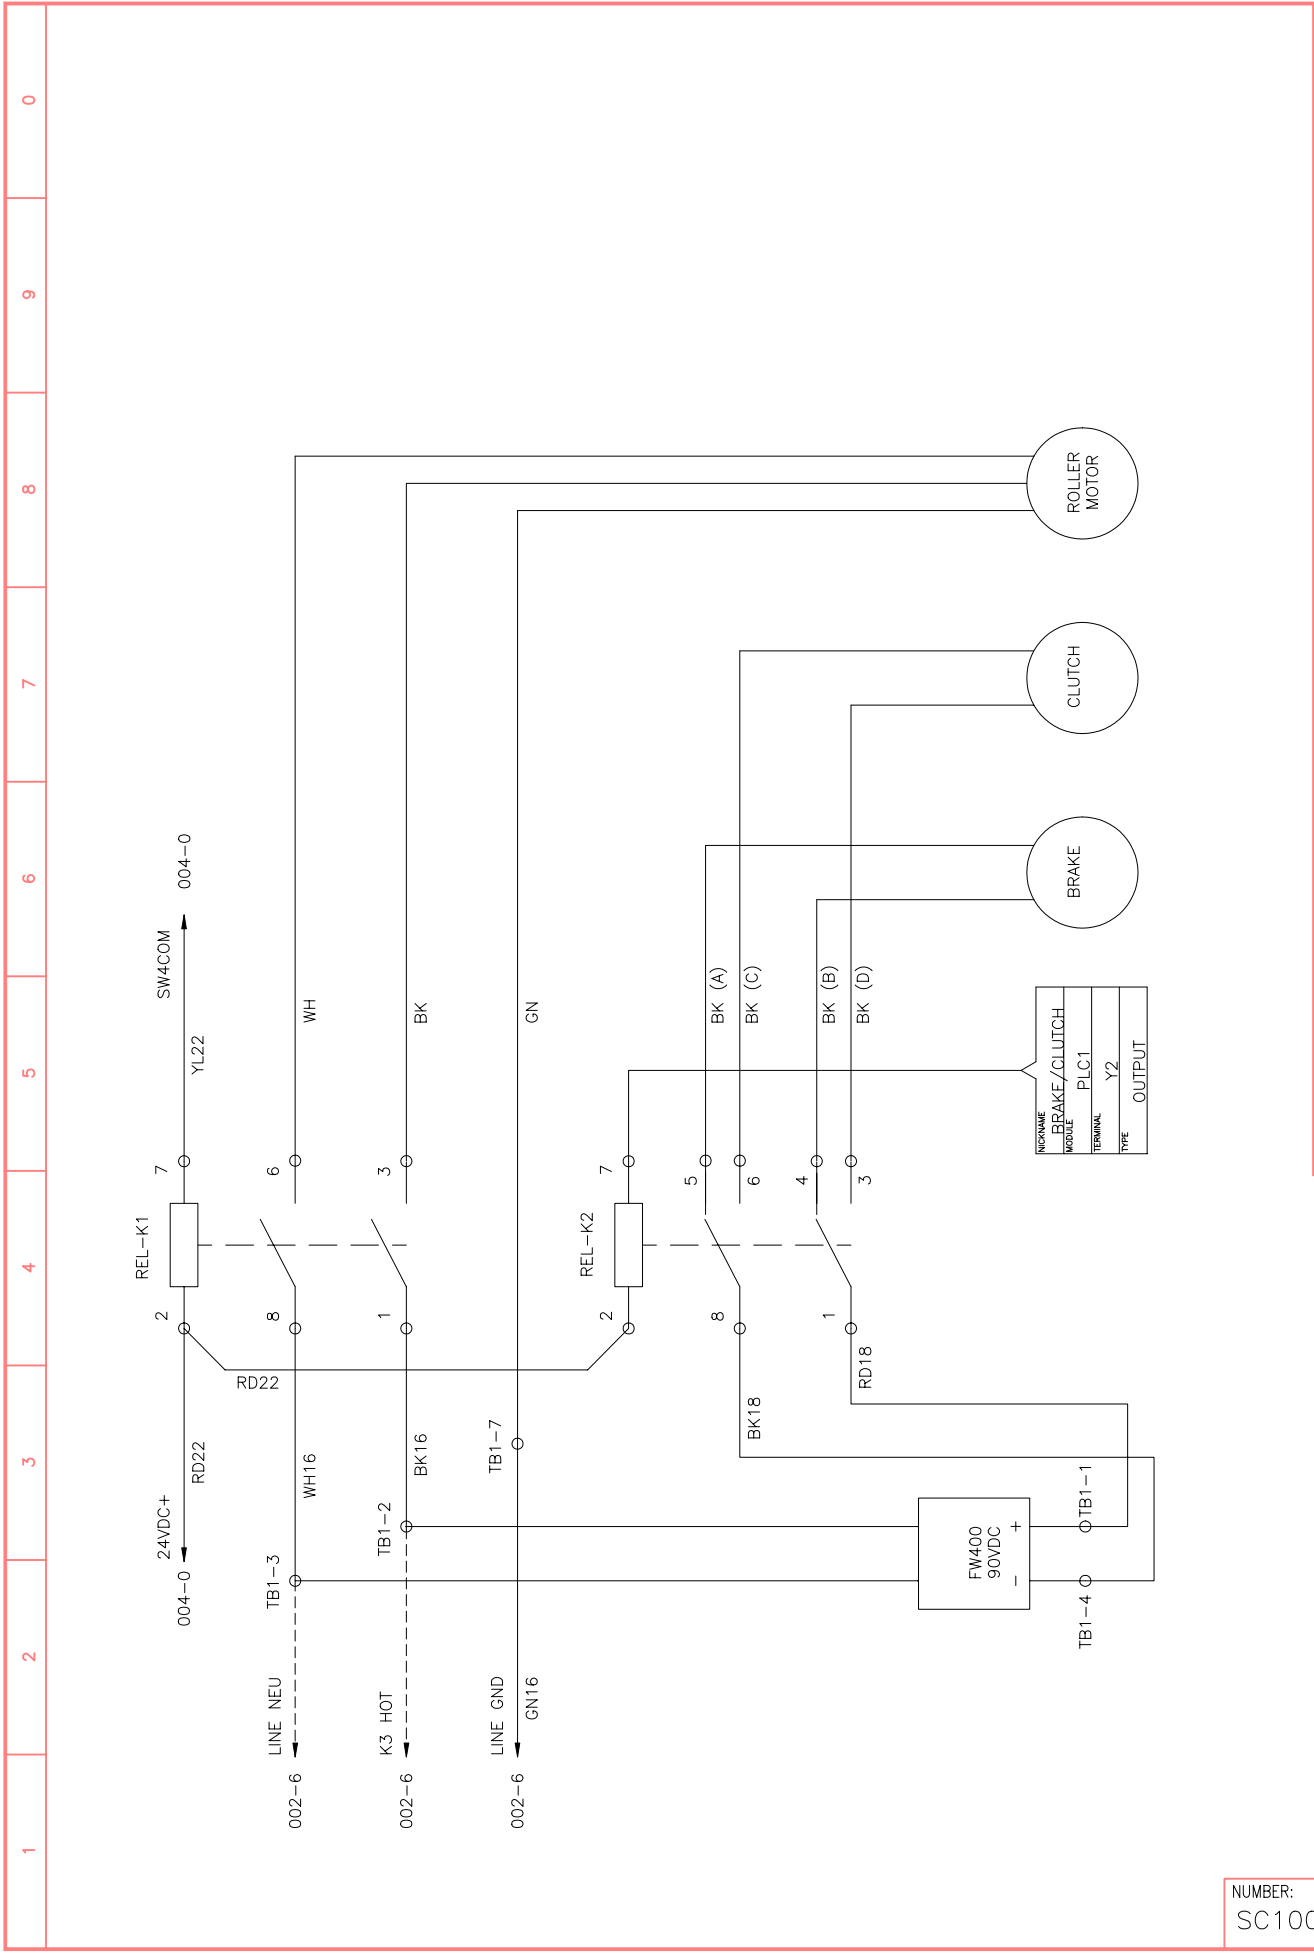 1
2
3
4
5
6
7
8
9
0
004-0
24VDC+
RD22
2
REL-K1
7
YL22
SW4COM
004-0
002-6
LINE NEU
TB1-3
WH16
8
6
WH
RD22
002-6
K3 HOT
TB1-2
BK16
1
3
BK
002-6
LINE GND
GN16
TB1-7
GN
2
REL-K2
7
BK18
8
5
6
BK (A)
BK (C)
RD18
1
4
3
BK (B)
BK (D)
FW400
90VDC
- +
TB1-4
TB1-1
NICKNAME
BRAKE/CLUTCH
MODULE
PLC1
TERMINAL
Y2
TYPE
OUTPUT
BRAKE
CLUTCH
ROLLER
MOTOR
NUMBER:
SC100